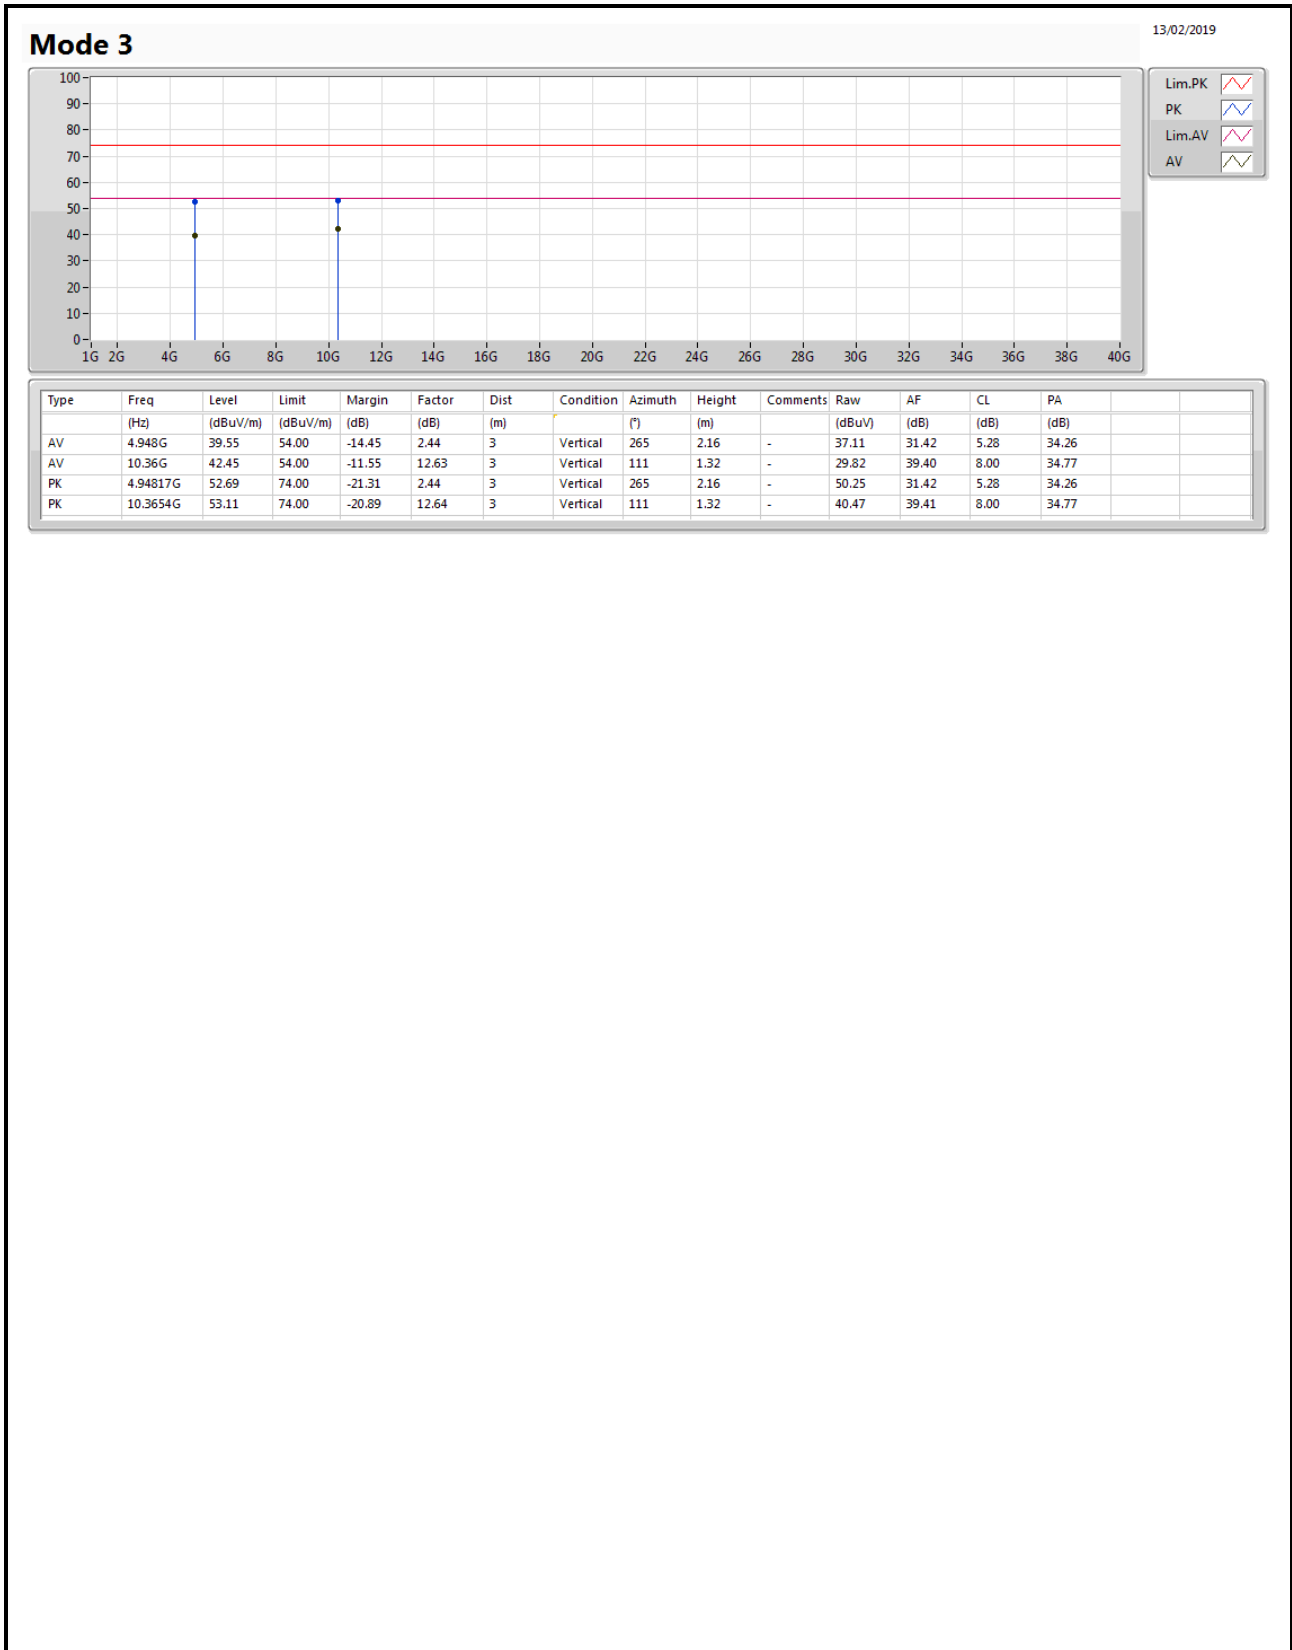 Mode 3
13/02/2019
100
90
80
70
60
50
40
30
20
10
0
1G 2G 4G 6G 8G 10G 12G 14G 16G 18G 20G 22G 24G 26G 28G 30G 32G 34G 36G 38G 40G
Lim.PK
PK
Lim.AV
AV
Type Freq Level Limit Margin Factor Dist Condition Azimuth Height Comments Raw AF CL PA
(Hz) (dBuV/m) (dBuV/m) (dB) (dB) (m) (°) (m) (dBuV) (dB) (dB) (dB)
AV 4.948G 39.55 54.00 -14.45 2.44 3 Vertical 265 2.16 - 37.11 31.42 5.28 34.26
AV 10.36G 42.45 54.00 -11.55 12.63 3 Vertical 111 1.32 - 29.82 39.40 8.00 34.77
PK 4.94817G 52.69 74.00 -21.31 2.44 3 Vertical 265 2.16 - 50.25 31.42 5.28 34.26
PK 10.3654G 53.11 74.00 -20.89 12.64 3 Vertical 111 1.32 - 40.47 39.41 8.00 34.77